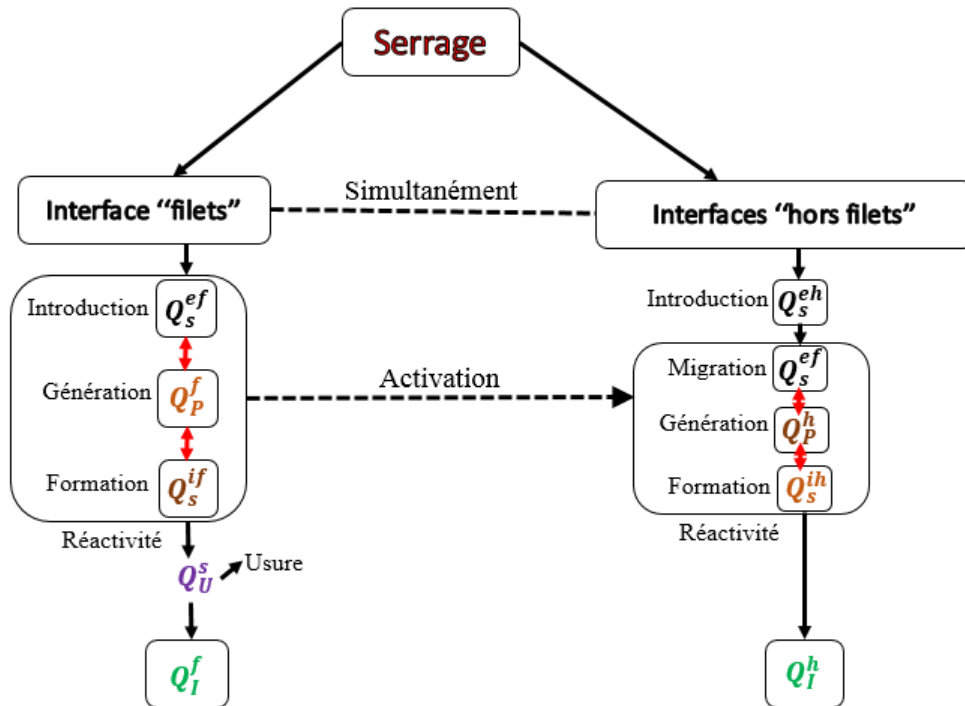 Serrage
Simultanément
Interface “filets”
Interfaces “hors filets”
Introduction Q_s^{ef}
Introduction Q_s^{eh}
Migration Q_s^{ef}
Génération Q_P^f
Activation
Génération Q_P^h
Formation Q_s^{if}
Formation Q_s^{ih}
Réactivité
Réactivité
Q_U^s Usure
Q_I^f
Q_I^h